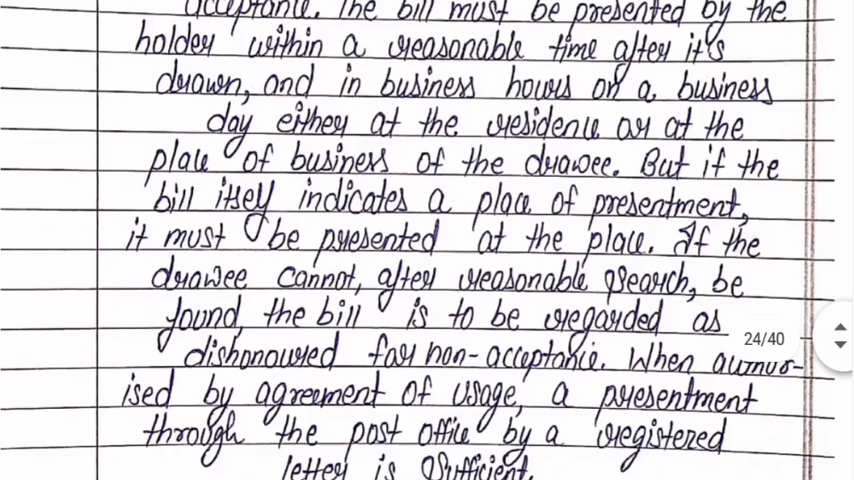 acceptance. The bill must be presented by the
holder within a reasonable time after it's
drawn, and in business hours on a business
day either at the residence or at the
place of business of the drawee. But if the
bill itself indicates a place of presentment,
it must be presented at the place. If the
drawee cannot, after reasonable search, be
found, the bill is to be regarded as
24/40
dishonoured for non-acceptance. When author-
ised by agreement of usage, a presentment
through the post office by a registered
letter is sufficient.